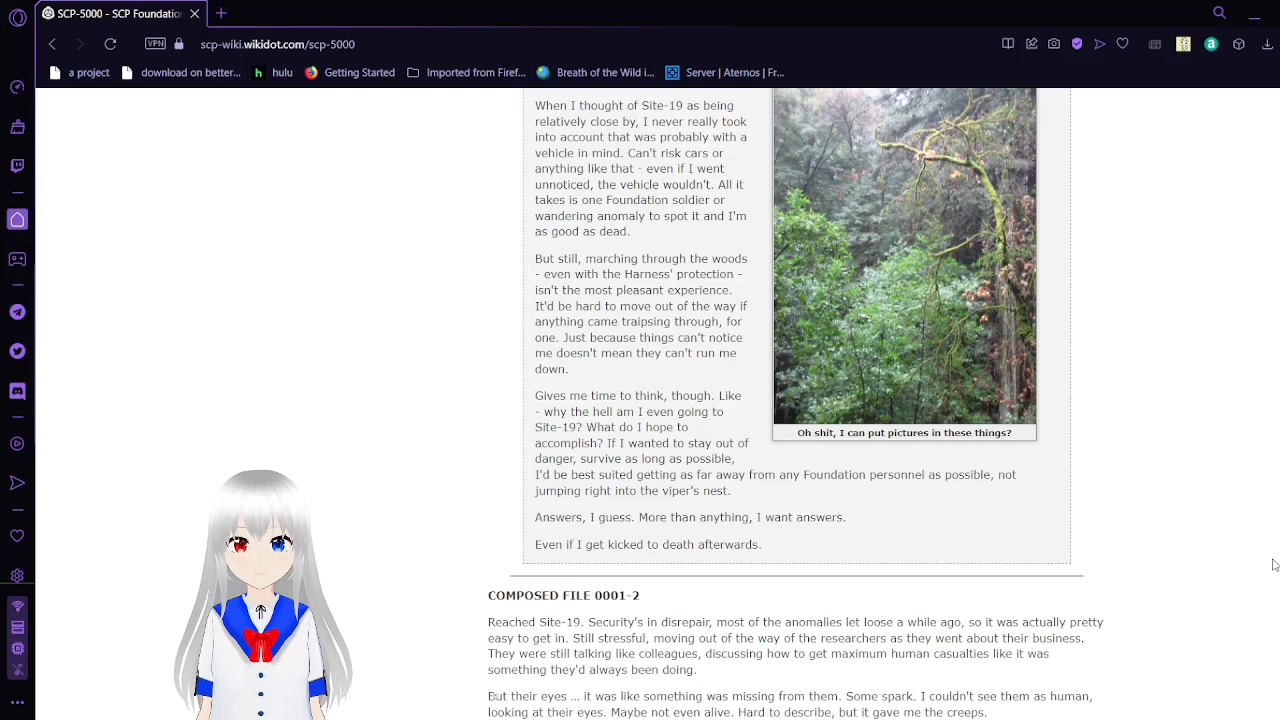 SCP-5000 - SCP Foundation
VPN
scp-wiki.wikidot.com/scp-5000
a project
download on better...
hulu
Getting Started
Imported from Firef...
Breath of the Wild i...
Server | Aternos | Fr...
When I thought of Site-19 as being
relatively close by, I never really took
into account that was probably with a
vehicle in mind. Can't risk cars or
anything like that - even if I went
unnoticed, the vehicle wouldn't. All it
takes is one Foundation soldier or
wandering anomaly to spot it and I'm
as good as dead.
But still, marching through the woods
- even with the Harness' protection -
isn't the most pleasant experience.
It'd be hard to move out of the way if
anything came traipsing through, for
one. Just because things can't notice
me doesn't mean they can't run me
down.
Gives me time to think, though. Like
- why the hell am I even going to
Site-19? What do I hope to
accomplish? If I wanted to stay out of
danger, survive as long as possible,
I'd be best suited getting as far away from any Foundation personnel as possible, not
jumping right into the viper's nest.
Oh shit, I can put pictures in these things?
Answers, I guess. More than anything, I want answers.
Even if I get kicked to death afterwards.
COMPOSED FILE 0001-2
Reached Site-19. Security's in disrepair, most of the anomalies let loose a while ago, so it was actually pretty
easy to get in. Still stressful, moving out of the way of the researchers as they went about their business.
They were still talking like colleagues, discussing how to get maximum human casualties like it was
something they'd always been doing.
But their eyes ... it was like something was missing from them. Some spark. I couldn't see them as human,
looking at their eyes. Maybe not even alive. Hard to describe, but it gave me the creeps.